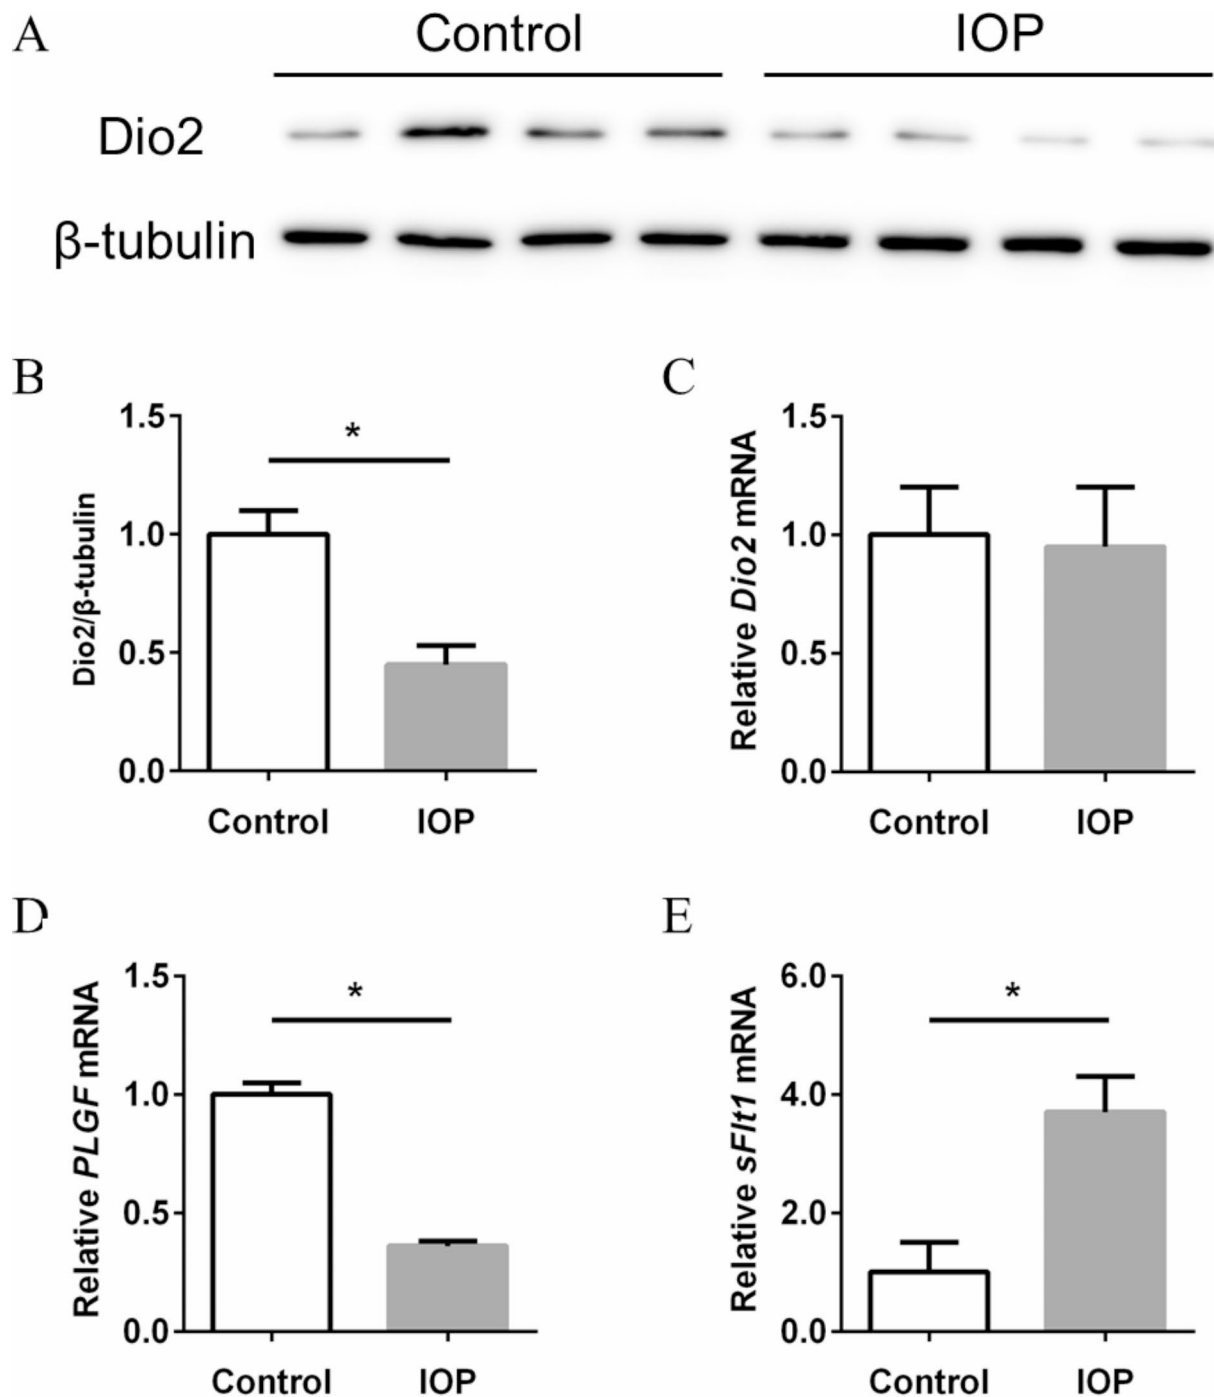 A
Control IOP
Dio2
β-tubulin
B
Dio2/β-tubulin
1.5
1.0
0.5
0.0
*
Control IOP
C
Relative Dio2 mRNA
1.5
1.0
0.5
0.0
Control IOP
D
Relative PLGF mRNA
1.5
1.0
0.5
0.0
*
Control IOP
E
Relative sFlt1 mRNA
6.0
4.0
2.0
0.0
*
Control IOP